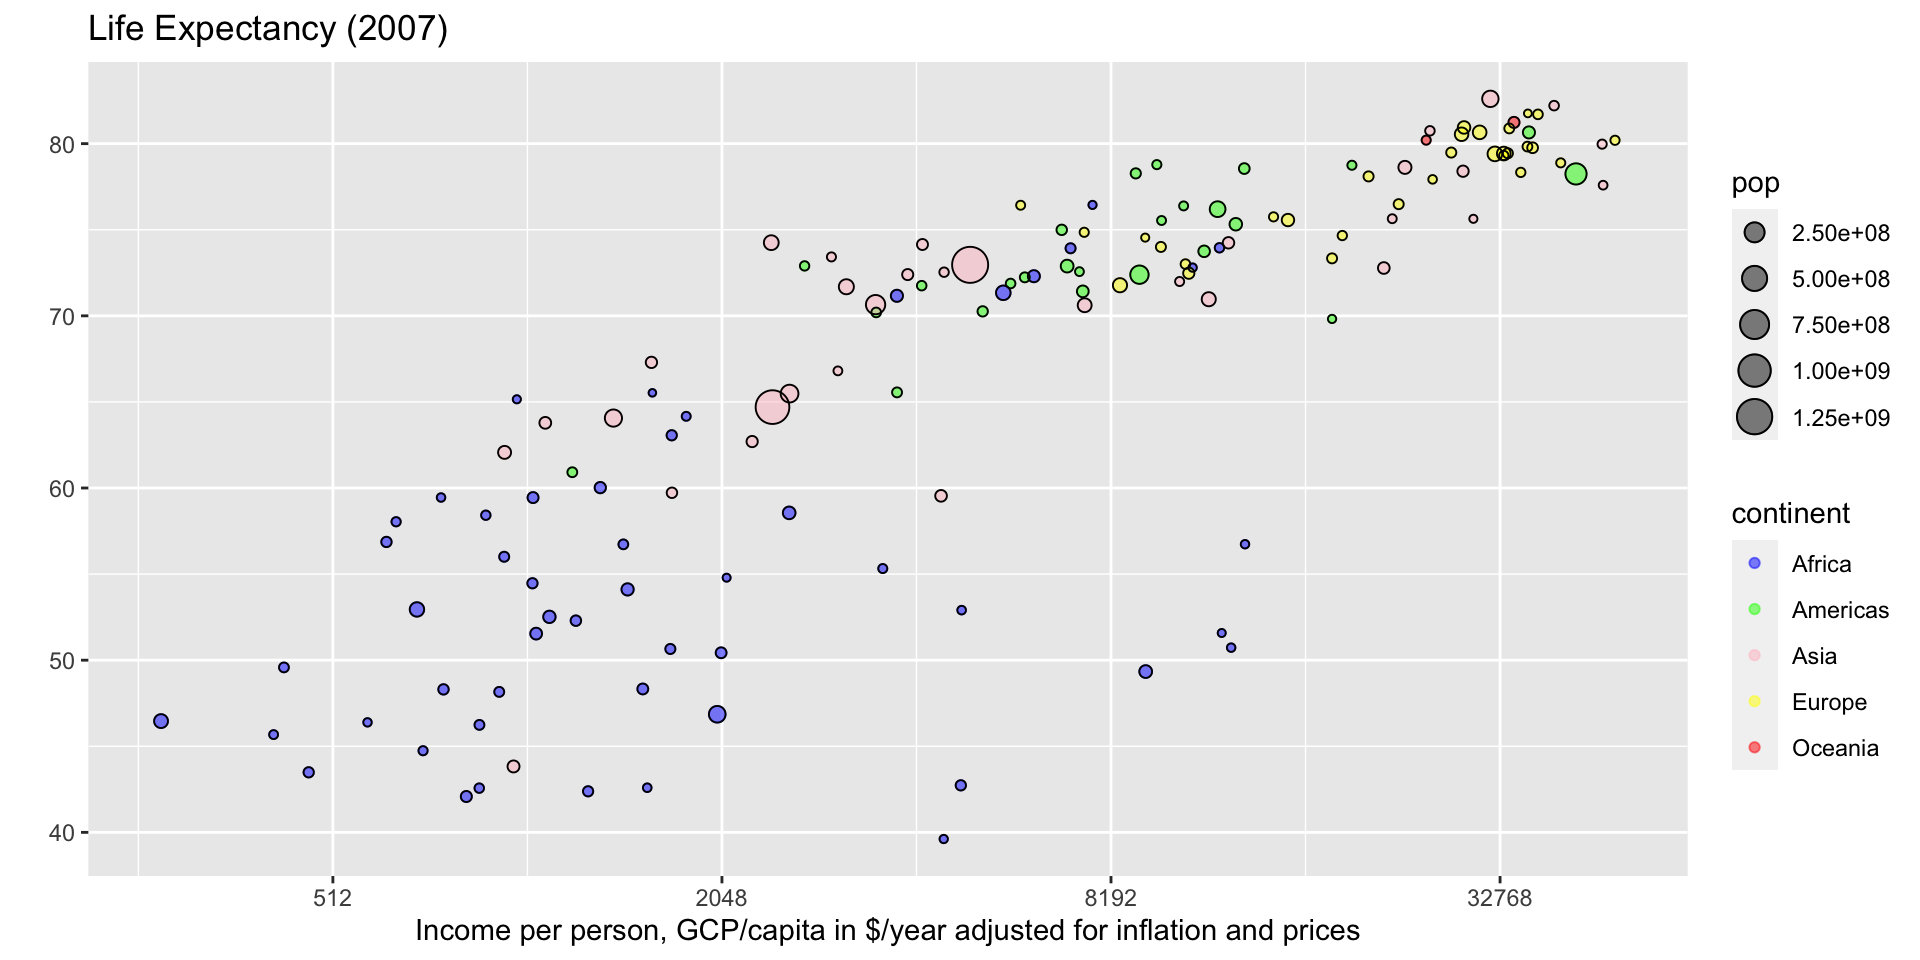 Life Expectancy (2007)
80
70
60
50
40
512
2048
8192
32768
Income per person, GCP/capita in $/year adjusted for inflation and prices
pop
2.50e+08
5.00e+08
7.50e+08
1.00e+09
1.25e+09
continent
Africa
Americas
Asia
Europe
Oceania